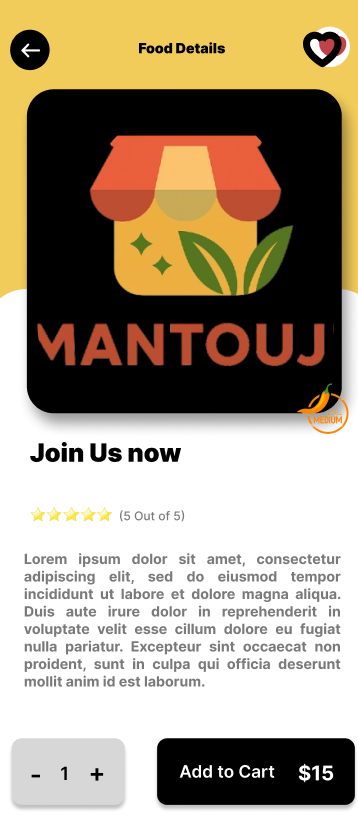 Food Details
MANTOUJ
MEDIUM
Join Us now
(5 Out of 5)
Lorem ipsum dolor sit amet, consectetur
adipiscing elit, sed do eiusmod tempor
incididunt ut labore et dolore magna aliqua.
Duis aute irure dolor in reprehenderit in
voluptate velit esse cillum dolore eu fugiat
nulla pariatur. Excepteur sint occaecat non
proident, sunt in culpa qui officia deserunt
mollit anim id est laborum.
- 1 + Add to Cart $15